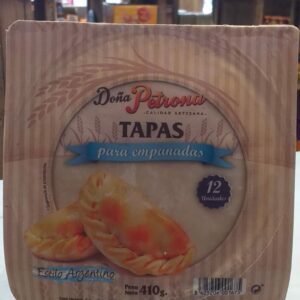 Doña Petrona
CALIDAD ARTESANA
TAPAS
para empanadas
12
Unidades
Estilo Argentino
Peso
Neto 410g.